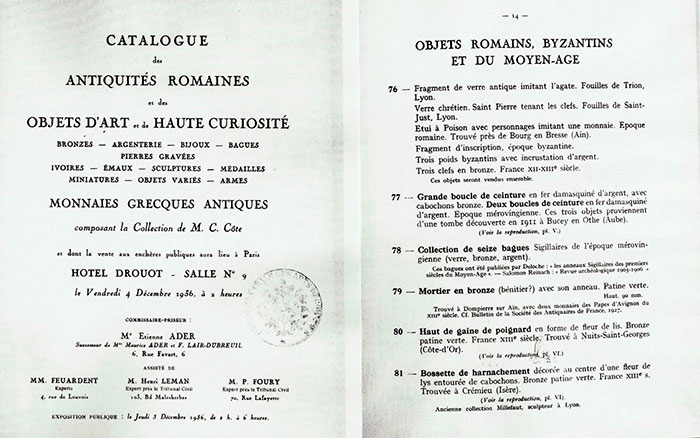 CATALOGUE
des
ANTIQUITÉS ROMAINES
et des
OBJETS D'ART et de HAUTE CURIOSITÉ
BRONZES — ARGENTERIE — BIJOUX — BAGUES
PIERRES GRAVÉES
IVOIRES — ÉMAUX — SCULPTURES — MÉDAILLES
MINIATURES — OBJETS VARIÉS — ARMES
MONNAIES GRECQUES ANTIQUES
composant la Collection de M. C. Côte
et dont la vente aux enchères publiques aura lieu à Paris
HOTEL DROUOT - SALLE N° 9
le Vendredi 4 Décembre 1936, à 2 heures
COMMISSAIRE-PRISEUR :
Me Etienne ADER
Successeur de Mes Maurice ADER et F. LAIR-DUBREUIL
6, Rue Favart, 6
ASSISTÉ DE
MM. FEUARDENT
Experts
4, rue de Louvois
M. Henri LEMAN
Expert près le Tribunal Civil
103, Bd Malesherbes
M. P. FOURY
Expert près le Tribunal Civil
70, Rue Lafayette
EXPOSITION PUBLIQUE : le Jeudi 3 Décembre 1936, de 2 h. à 6 heures.
— 14 —
OBJETS ROMAINS, BYZANTINS
ET DU MOYEN-AGE
76 — Fragment de verre antique imitant l'agate. Fouilles de Trion,
Lyon.
Verre chrétien. Saint Pierre tenant les clefs. Fouilles de Saint-
Just, Lyon.
Etui à Poison avec personnages imitant une monnaie. Epoque
romaine. Trouvé près de Bourg en Bresse (Ain).
Fragment d'inscription, époque byzantine.
Trois poids byzantins avec incrustation d'argent.
Trois clefs en bronze. France XII-XIIIe siècle.
Ces objets seront vendus ensemble.
77 — Grande boucle de ceinture en fer damasquiné d'argent, avec
cabochons bronze. Deux boucles de ceinture en fer damasquiné
d'argent. Epoque mérovingienne. Ces trois objets proviennent
d'une tombe découverte en 1911 à Bucey en Othe (Aube).
(Voir la reproduction, pl. V.)
78 — Collection de seize bagues Sigillaires de l'époque mérovin-
gienne (verre, bronze, argent).
Ces bagues ont été publiées par Deloche : « les anneaux Sigillaires des premiers
siècles du Moyen-Age ». — Salomon Reinach : « Revue archéologique 1905-1906 »
79 — Mortier en bronze (bénitier?) avec son anneau. Patine verte.
Haut. 90 mm.
Trouvé à Dompierre sur Ain, avec deux monnaies des Papes d'Avignon du
XIIIe siècle. Cf. Bulletin de la Société des Antiquaires de France, 1927.
80 — Haut de gaine de poignard en forme de fleur de lis. Bronze
patine verte. France XIIIe siècle. Trouvé à Nuits-Saint-Georges
(Côte-d'Or).
(Voir la reproduction, pl. VI.)
81 — Bossette de harnachement décorée au centre d'une fleur de
lys entourée de cabochons. Bronze patine verte. France XIIIe s.
Trouvée à Crémieu (Isère).
(Voir la reproduction, pl. VI)
Ancienne collection Millefaut, sculpteur à Lyon.